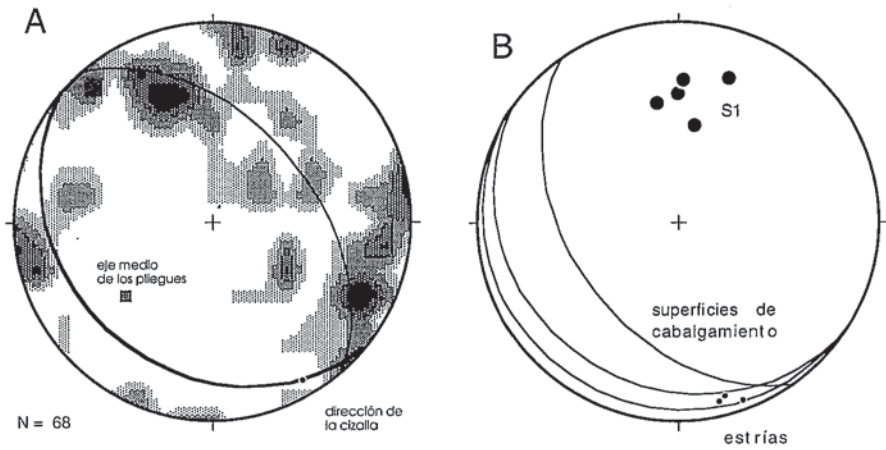 A
eje medio
de los pliegues
N = 68
dirección de
la cizalla
B
S1
superficies de
cabalgamiento
estrías